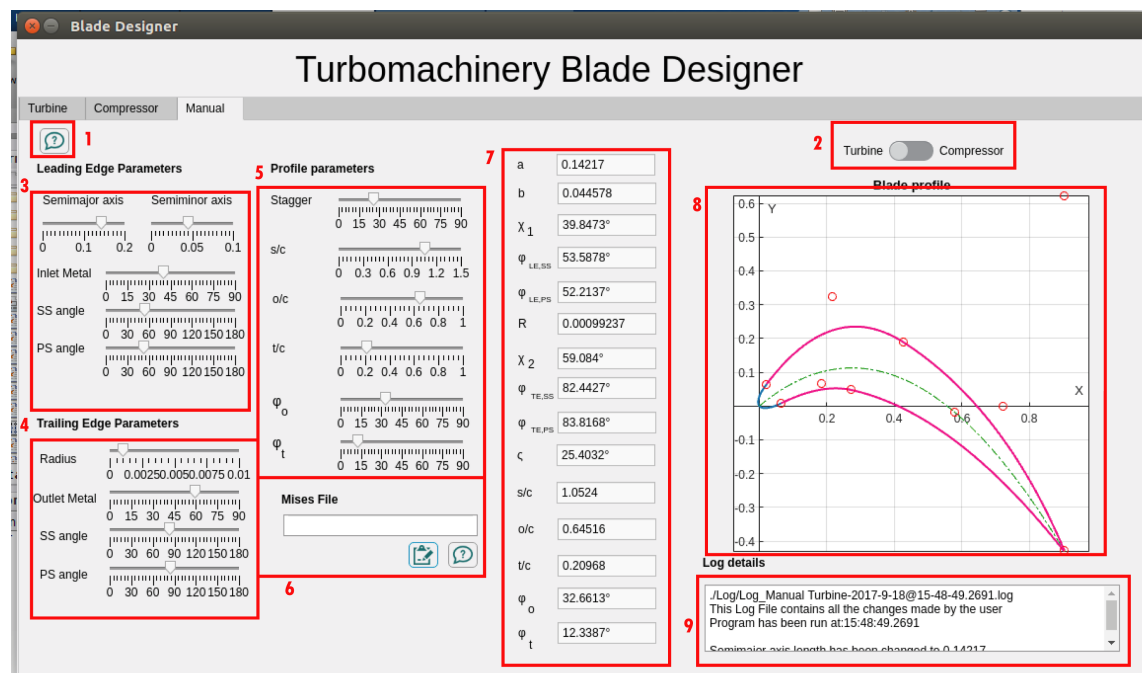 Blade Designer
Turbomachinery Blade Designer
Turbine Compressor Manual
1
2
Turbine Compressor
Leading Edge Parameters
3
Semimajor axis Semiminor axis
0 0.1 0.2
0 0.05 0.1
Inlet Metal
0 15 30 45 60 75 90
SS angle
0 30 60 90 120 150 180
PS angle
0 30 60 90 120 150 180
4
Trailing Edge Parameters
Radius
0 0.0025 0.005 0.0075 0.01
Outlet Metal
0 15 30 45 60 75 90
SS angle
0 30 60 90 120 150 180
PS angle
0 30 60 90 120 150 180
5
Profile parameters
Stagger
0 15 30 45 60 75 90
s/c
0 0.3 0.6 0.9 1.2 1.5
o/c
0 0.2 0.4 0.6 0.8 1
t/c
0 0.2 0.4 0.6 0.8 1
φo
0 15 30 45 60 75 90
φt
0 15 30 45 60 75 90
Mises File
6
7
a 0.14217
b 0.044578
χ1 39.8473°
φLE,SS 53.5878°
φLE,PS 52.2137°
R 0.00099237
χ2 59.084°
φTE,SS 82.4427°
φTE,PS 83.8168°
ς 25.4032°
s/c 1.0524
o/c 0.64516
t/c 0.20968
φo 32.6613°
φt 12.3387°
Blade profile
8
0.6
Y
0.5
0.4
0.3
0.2
0.1
0
X
0.2 0.4 0.6 0.8
-0.1
-0.2
-0.3
-0.4
Log details
9
./Log/Log_Manual Turbine-2017-9-18@15-48-49.2691.log
This Log File contains all the changes made by the user
Program has been run at:15:48:49.2691
Semimajor axis length has been changed to 0.14217